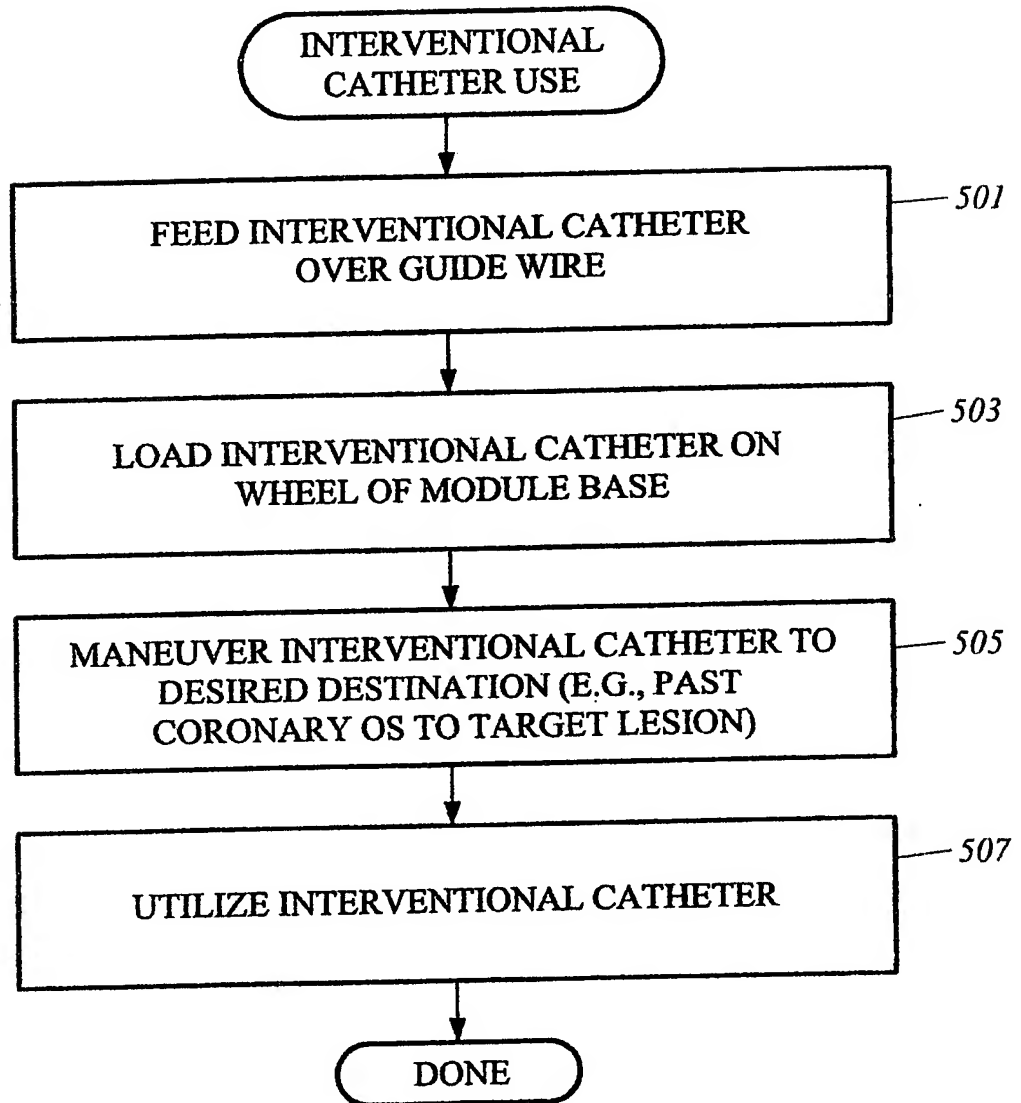 INTERVENTIONAL
CATHETER USE
FEED INTERVENTIONAL CATHETER
OVER GUIDE WIRE
501
LOAD INTERVENTIONAL CATHETER ON
WHEEL OF MODULE BASE
503
MANEUVER INTERVENTIONAL CATHETER TO
DESIRED DESTINATION (E.G., PAST
CORONARY OS TO TARGET LESION)
505
UTILIZE INTERVENTIONAL CATHETER
507
DONE